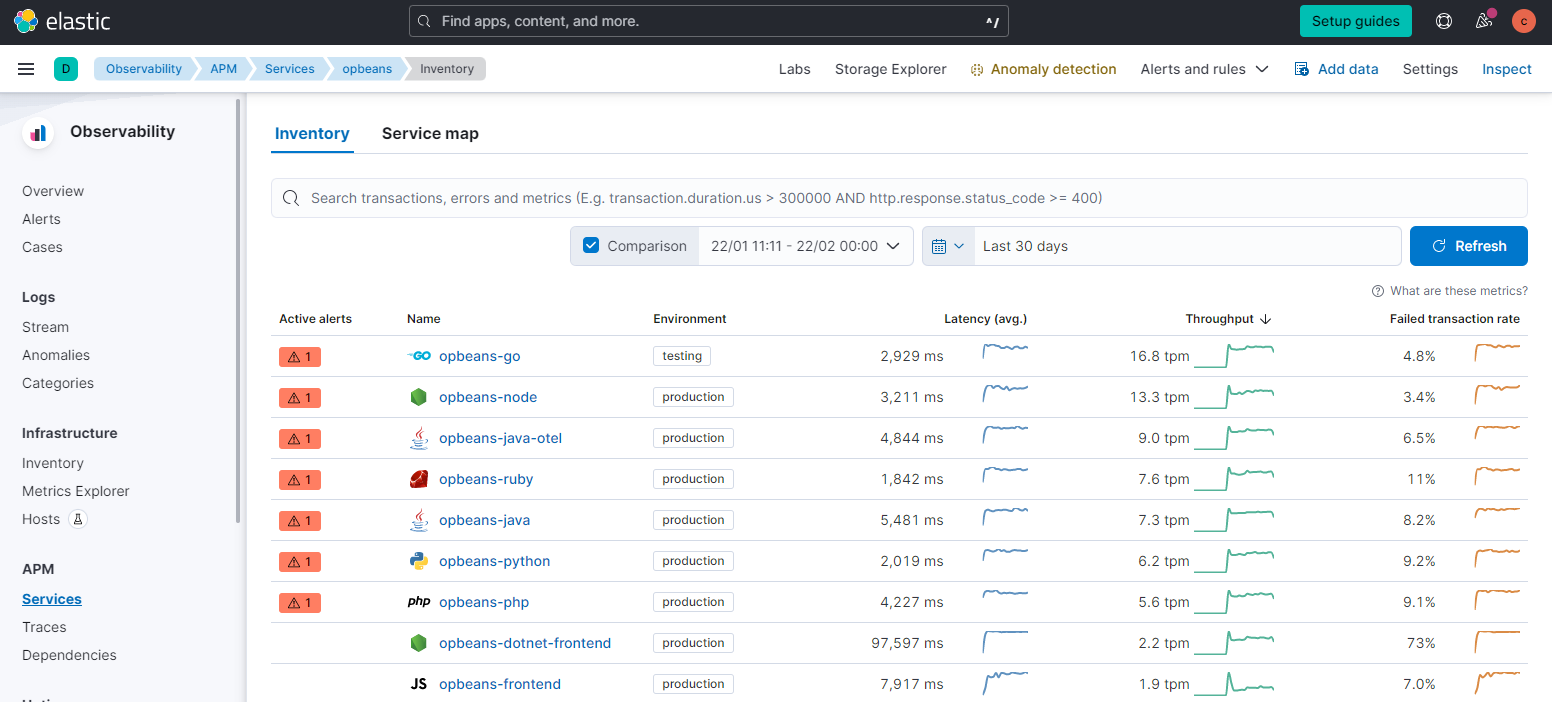 elastic
Find apps, content, and more.
^/
Setup guides
c
D
Observability
APM
Services
opbeans
Inventory
Labs
Storage Explorer
Anomaly detection
Alerts and rules
Add data
Settings
Inspect
Observability
Overview
Alerts
Cases
Logs
Stream
Anomalies
Categories
Infrastructure
Inventory
Metrics Explorer
Hosts
APM
Services
Traces
Dependencies
Inventory
Service map
Search transactions, errors and metrics (E.g. transaction.duration.us > 300000 AND http.response.status_code >= 400)
Comparison
22/01 11:11 - 22/02 00:00
Last 30 days
Refresh
What are these metrics?
Active alerts Name Environment Latency (avg.) Throughput Failed transaction rate
1 GO opbeans-go testing 2,929 ms 16.8 tpm 4.8%
1 opbeans-node production 3,211 ms 13.3 tpm 3.4%
1 opbeans-java-otel production 4,844 ms 9.0 tpm 6.5%
1 opbeans-ruby production 1,842 ms 7.6 tpm 11%
1 opbeans-java production 5,481 ms 7.3 tpm 8.2%
1 opbeans-python production 2,019 ms 6.2 tpm 9.2%
1 php opbeans-php production 4,227 ms 5.6 tpm 9.1%
opbeans-dotnet-frontend production 97,597 ms 2.2 tpm 73%
JS opbeans-frontend production 7,917 ms 1.9 tpm 7.0%